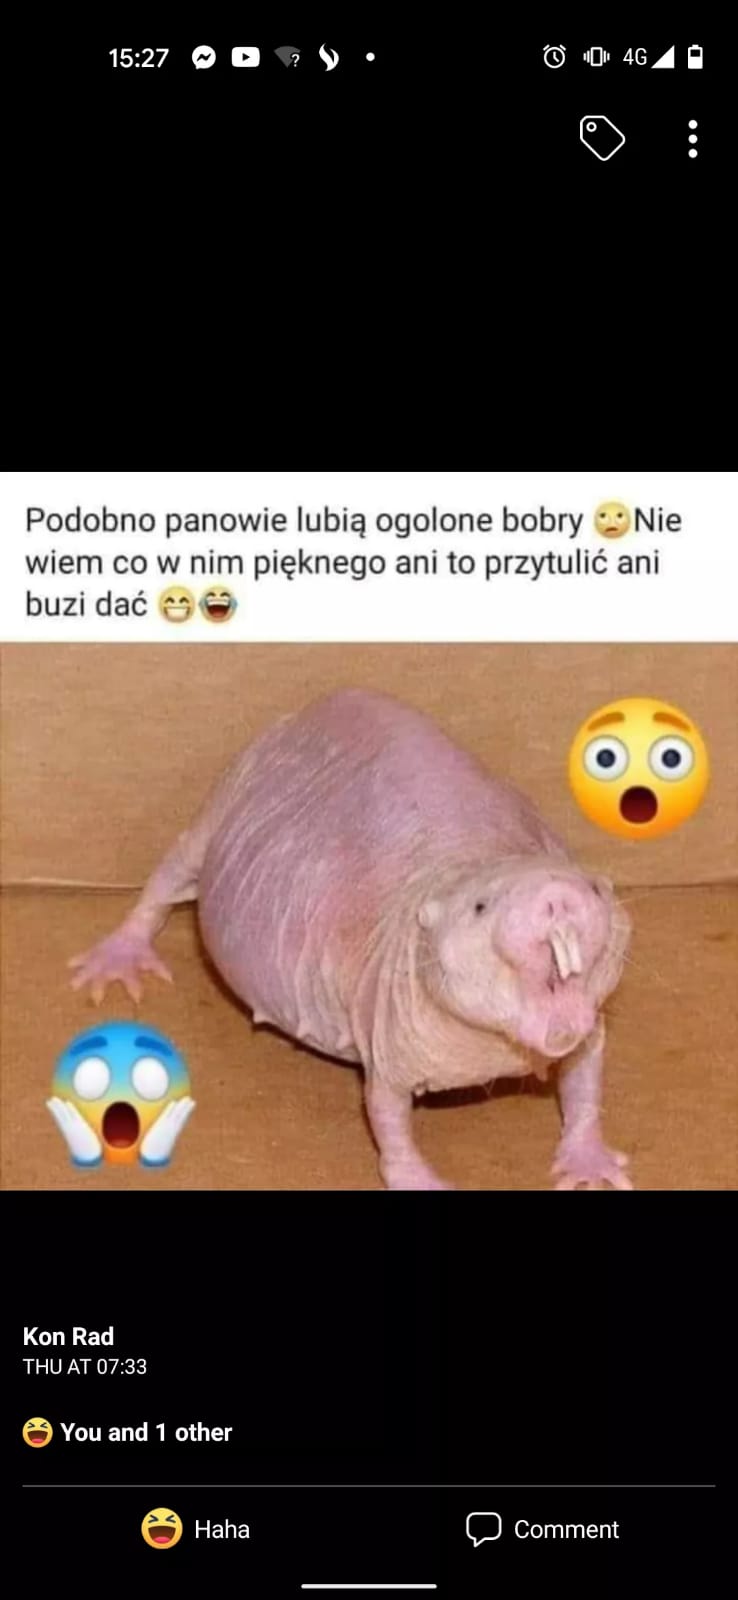 15:27
4G
Podobno panowie lubią ogolone bobry 🙄Nie
wiem co w nim pięknego ani to przytulić ani
buzi dać 😁😂
Kon Rad
THU AT 07:33
You and 1 other
Haha
Comment